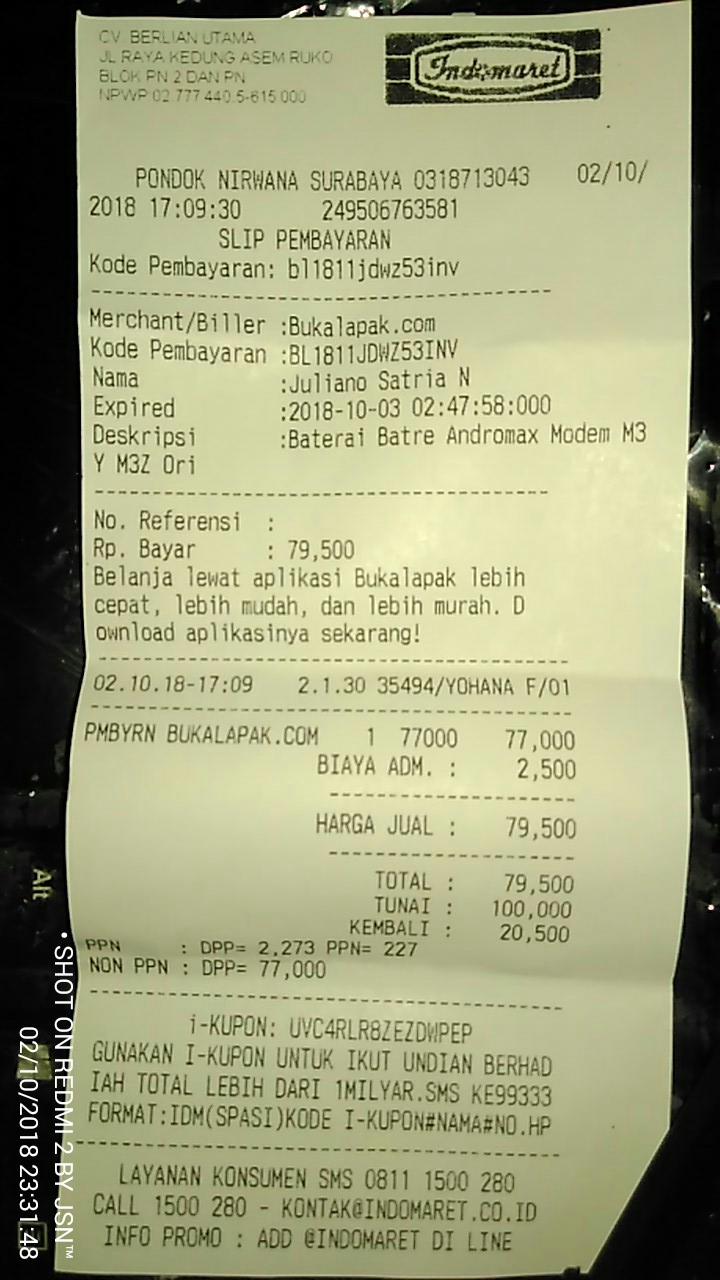 CV. BERLIAN UTAMA
JL RAYA KEDUNG ASEM RUKO
BLOK PN 2 DAN PN
NPWP:02.777.440.5-615.000
Indomaret
PONDOK NIRWANA SURABAYA 0318713043 02/10/
2018 17:09:30 249506763581
SLIP PEMBAYARAN
Kode Pembayaran: bl1811jdwz53inv
Merchant/Biller :Bukalapak.com
Kode Pembayaran :BL1811JDWZ53INV
Nama :Juliano Satria N
Expired :2018-10-03 02:47:58:000
Deskripsi :Baterai Batre Andromax Modem M3
Y M3Z Ori
No. Referensi :
Rp. Bayar : 79,500
Belanja lewat aplikasi Bukalapak lebih
cepat, lebih mudah, dan lebih murah. D
ownload aplikasinya sekarang!
02.10.18-17:09 2.1.30 35494/YOHANA F/01
PMBYRN BUKALAPAK.COM 1 77000 77,000
BIAYA ADM. : 2,500
HARGA JUAL : 79,500
TOTAL : 79,500
TUNAI : 100,000
KEMBALI : 20,500
PPN : DPP= 2,273 PPN= 227
NON PPN : DPP= 77,000
i-KUPON: UVC4RLR8ZEZDWPEP
GUNAKAN I-KUPON UNTUK IKUT UNDIAN BERHAD
IAH TOTAL LEBIH DARI 1MILYAR.SMS KE99333
FORMAT:IDM(SPASI)KODE I-KUPON#NAMA#NO.HP
LAYANAN KONSUMEN SMS 0811 1500 280
CALL 1500 280 - KONTAK@INDOMARET.CO.ID
INFO PROMO : ADD @INDOMARET DI LINE
Alt
•SHOT ON REDMI 2 BY JSN™
02/10/2018 23:31:48